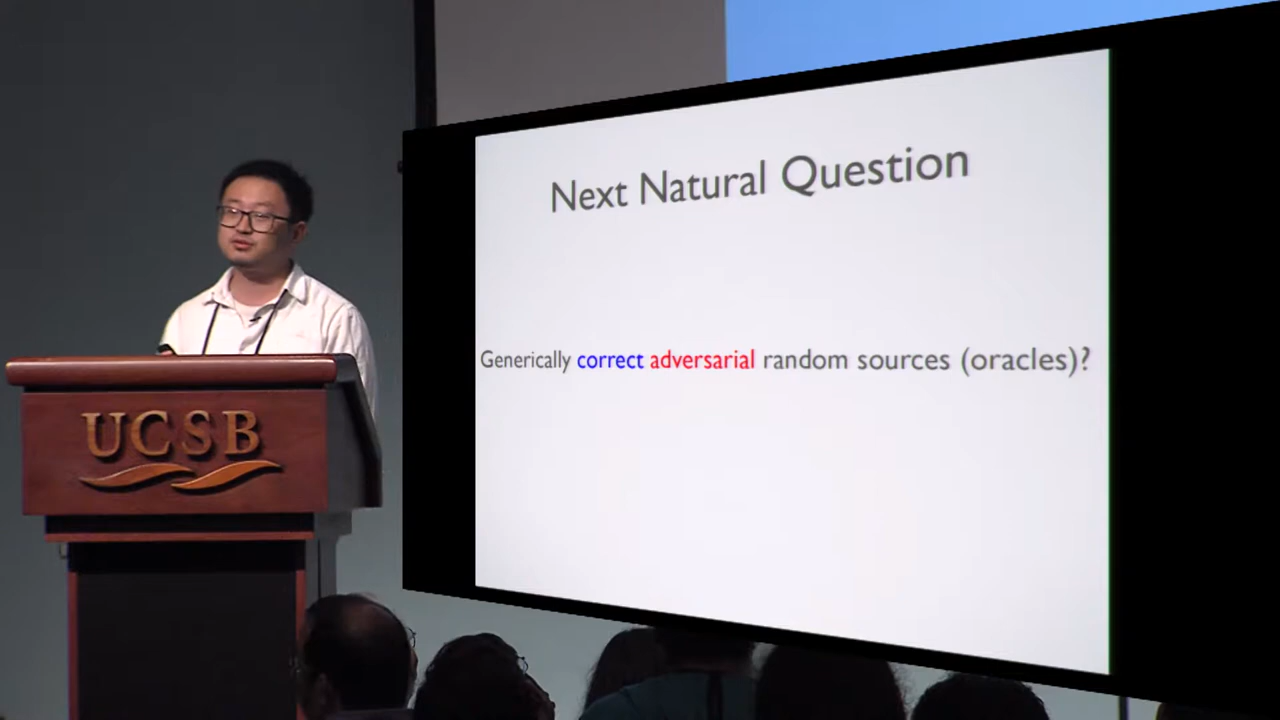 Next Natural Question
Generically correct adversarial random sources (oracles)?
UCSB